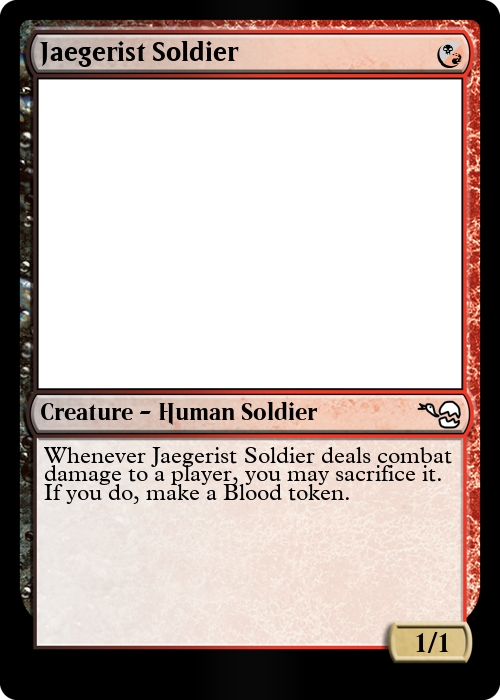 Jaegerist Soldier
Creature – Human Soldier
Whenever Jaegerist Soldier deals combat
damage to a player, you may sacrifice it.
If you do, make a Blood token.
1/1